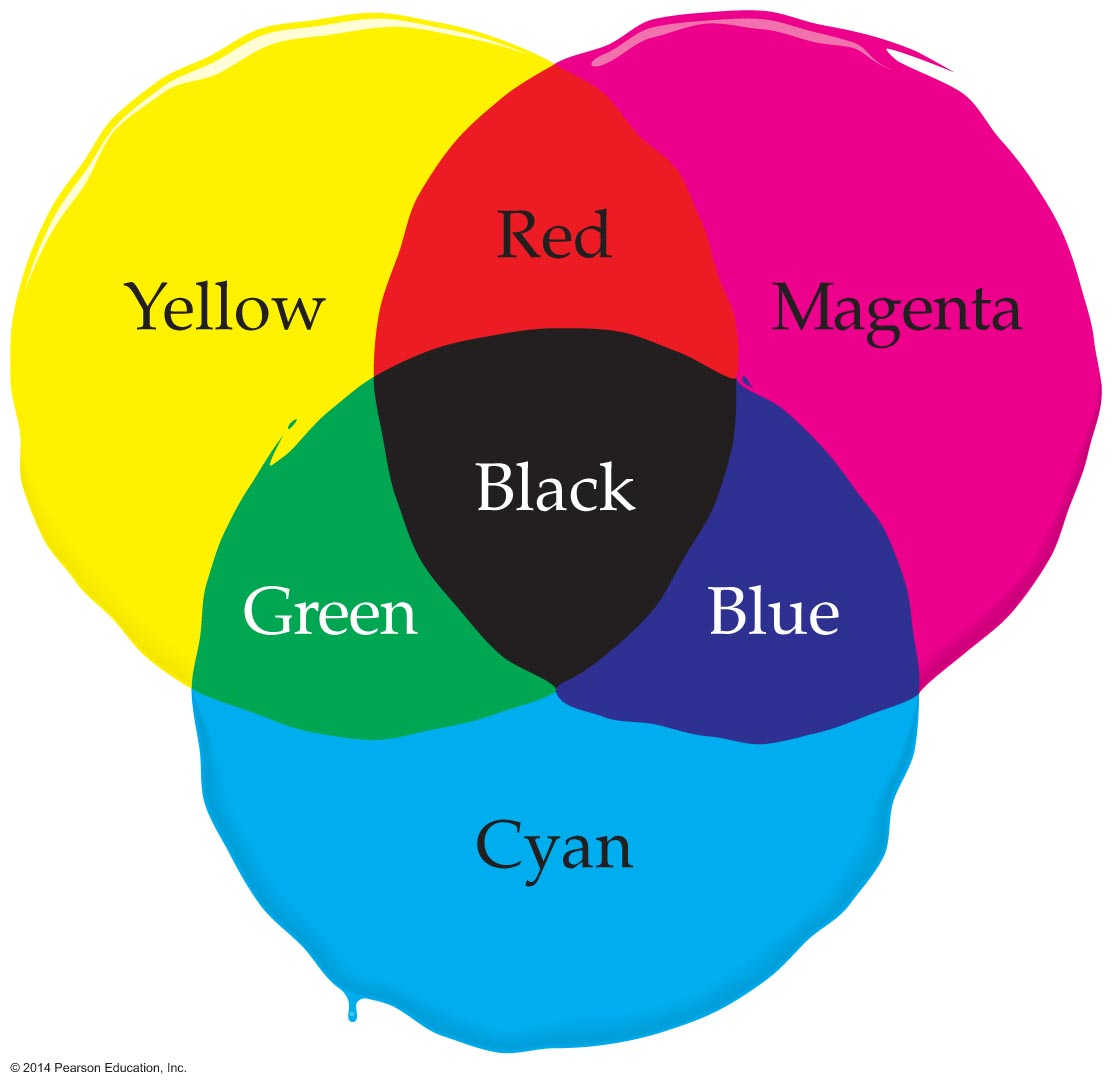 Red
Yellow
Magenta
Black
Green
Blue
Cyan
© 2014 Pearson Education, Inc.